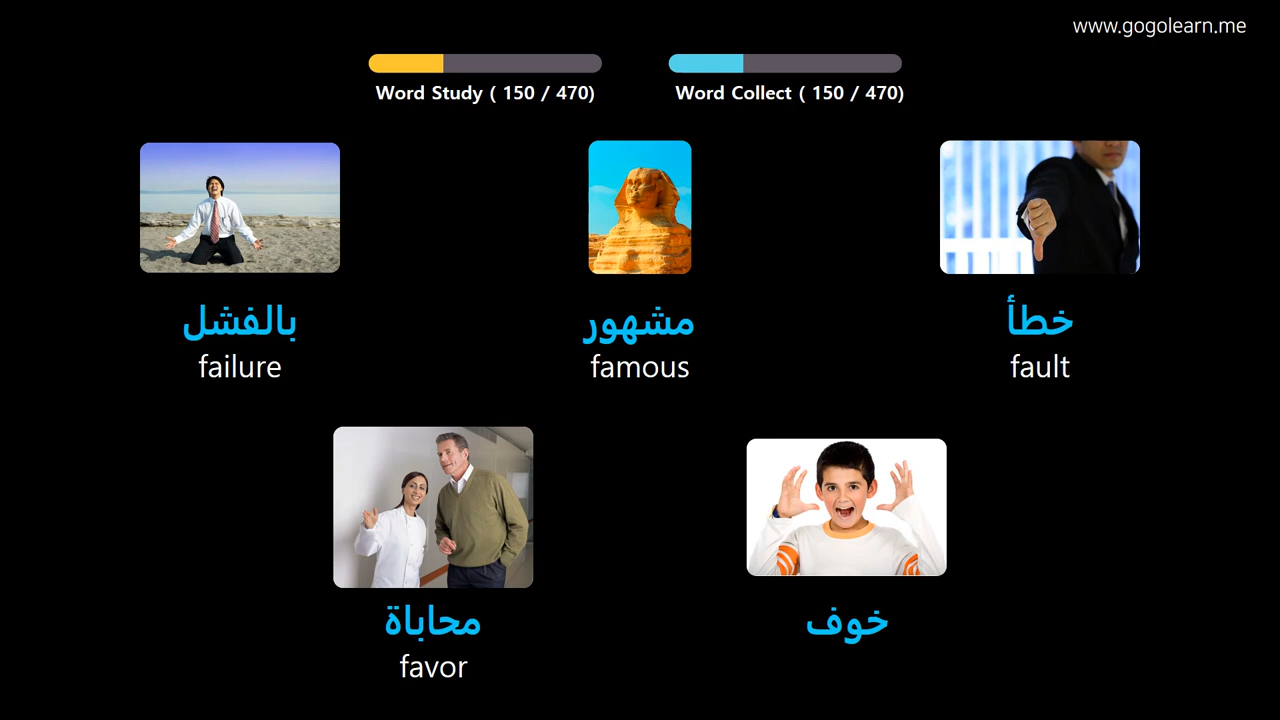 www.gogolearn.me
Word Study ( 150 / 470)
Word Collect ( 150 / 470)
بالفشل
failure
مشهور
famous
خطأ
fault
محاباة
favor
خوف